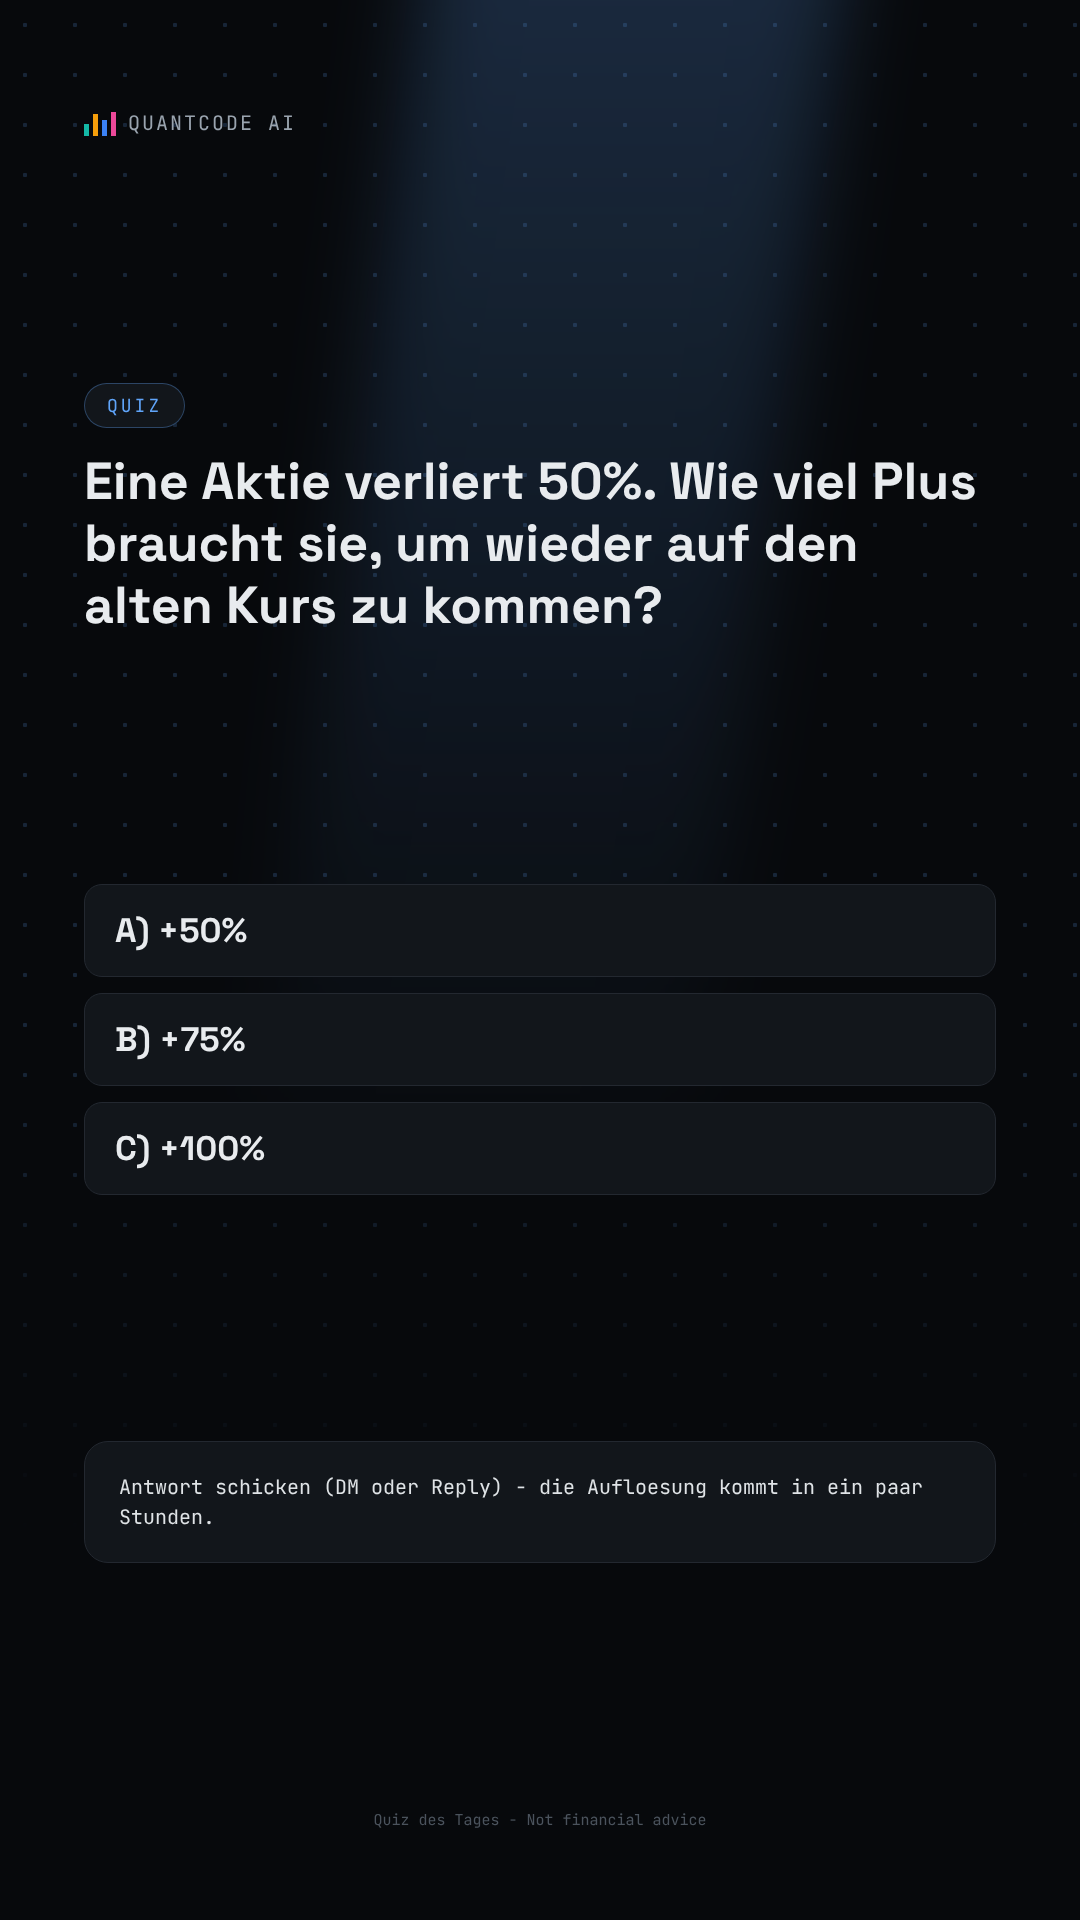 QUANTCODE AI
QUIZ
Eine Aktie verliert 50%. Wie viel Plus
braucht sie, um wieder auf den
alten Kurs zu kommen?
A) +50%
B) +75%
C) +100%
Antwort schicken (DM oder Reply) - die Aufloesung kommt in ein paar
Stunden.
Quiz des Tages - Not financial advice